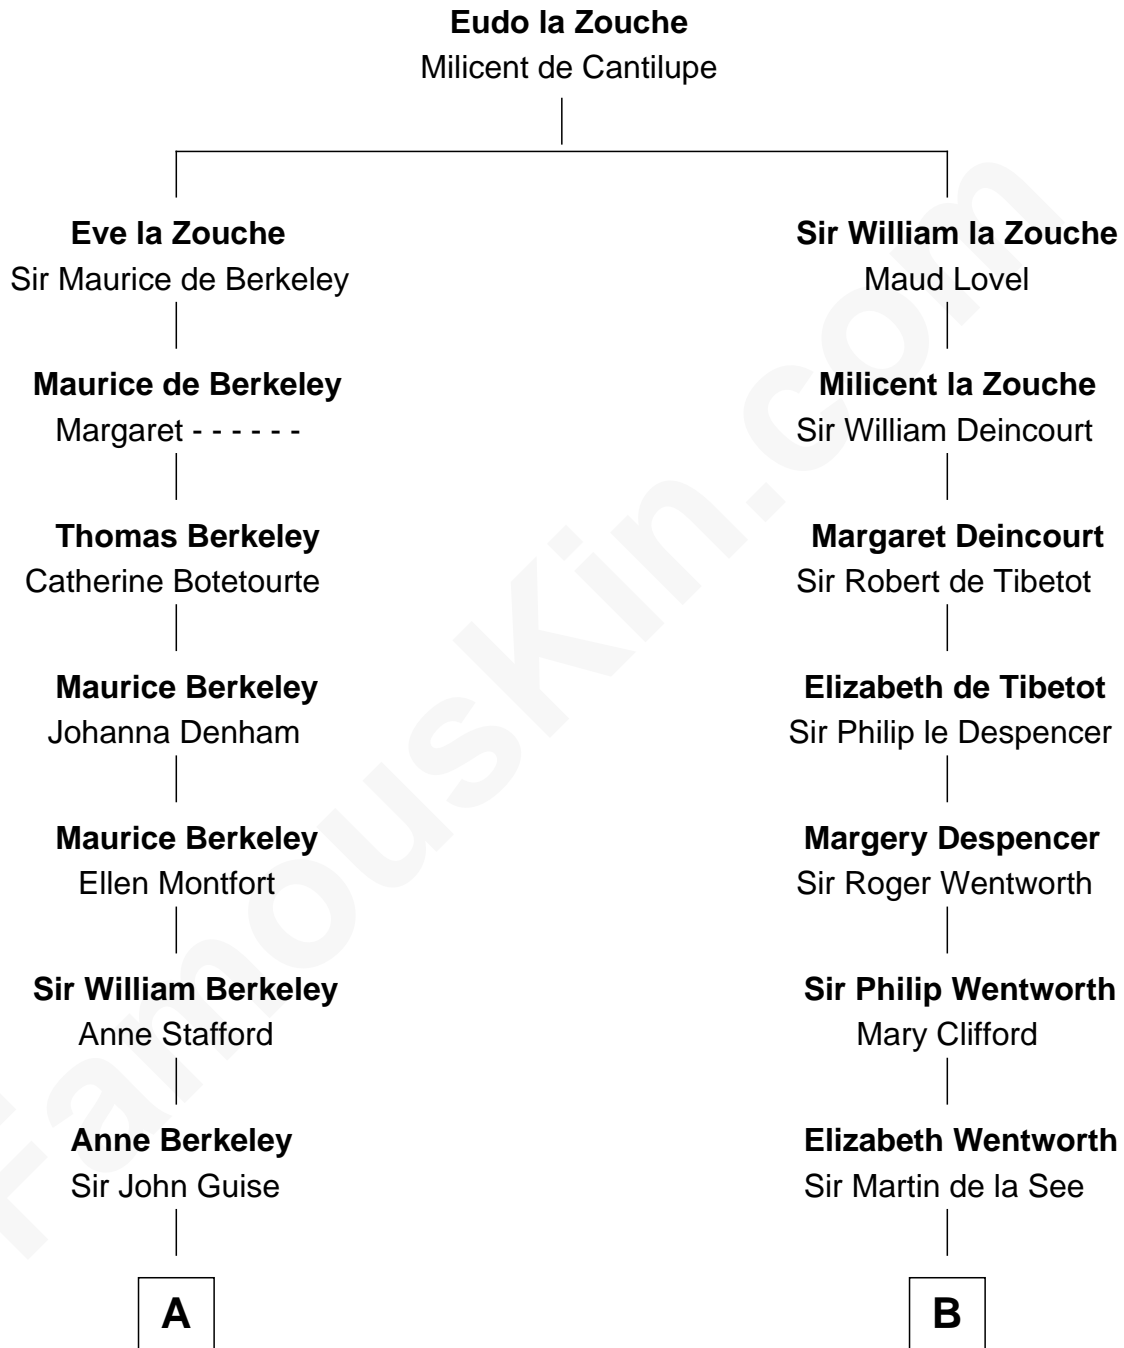 Eudo la Zouche
Milicent de Cantilupe
Eve la Zouche
Sir Maurice de Berkeley
Maurice de Berkeley
Margaret - - - - - -
Thomas Berkeley
Catherine Botetourte
Maurice Berkeley
Johanna Denham
Maurice Berkeley
Ellen Montfort
Sir William Berkeley
Anne Stafford
Anne Berkeley
Sir John Guise
A
Sir William la Zouche
Maud Lovel
Milicent la Zouche
Sir William Deincourt
Margaret Deincourt
Sir Robert de Tibetot
Elizabeth de Tibetot
Sir Philip le Despencer
Margery Despencer
Sir Roger Wentworth
Sir Philip Wentworth
Mary Clifford
Elizabeth Wentworth
Sir Martin de la See
B
FamousKin.com